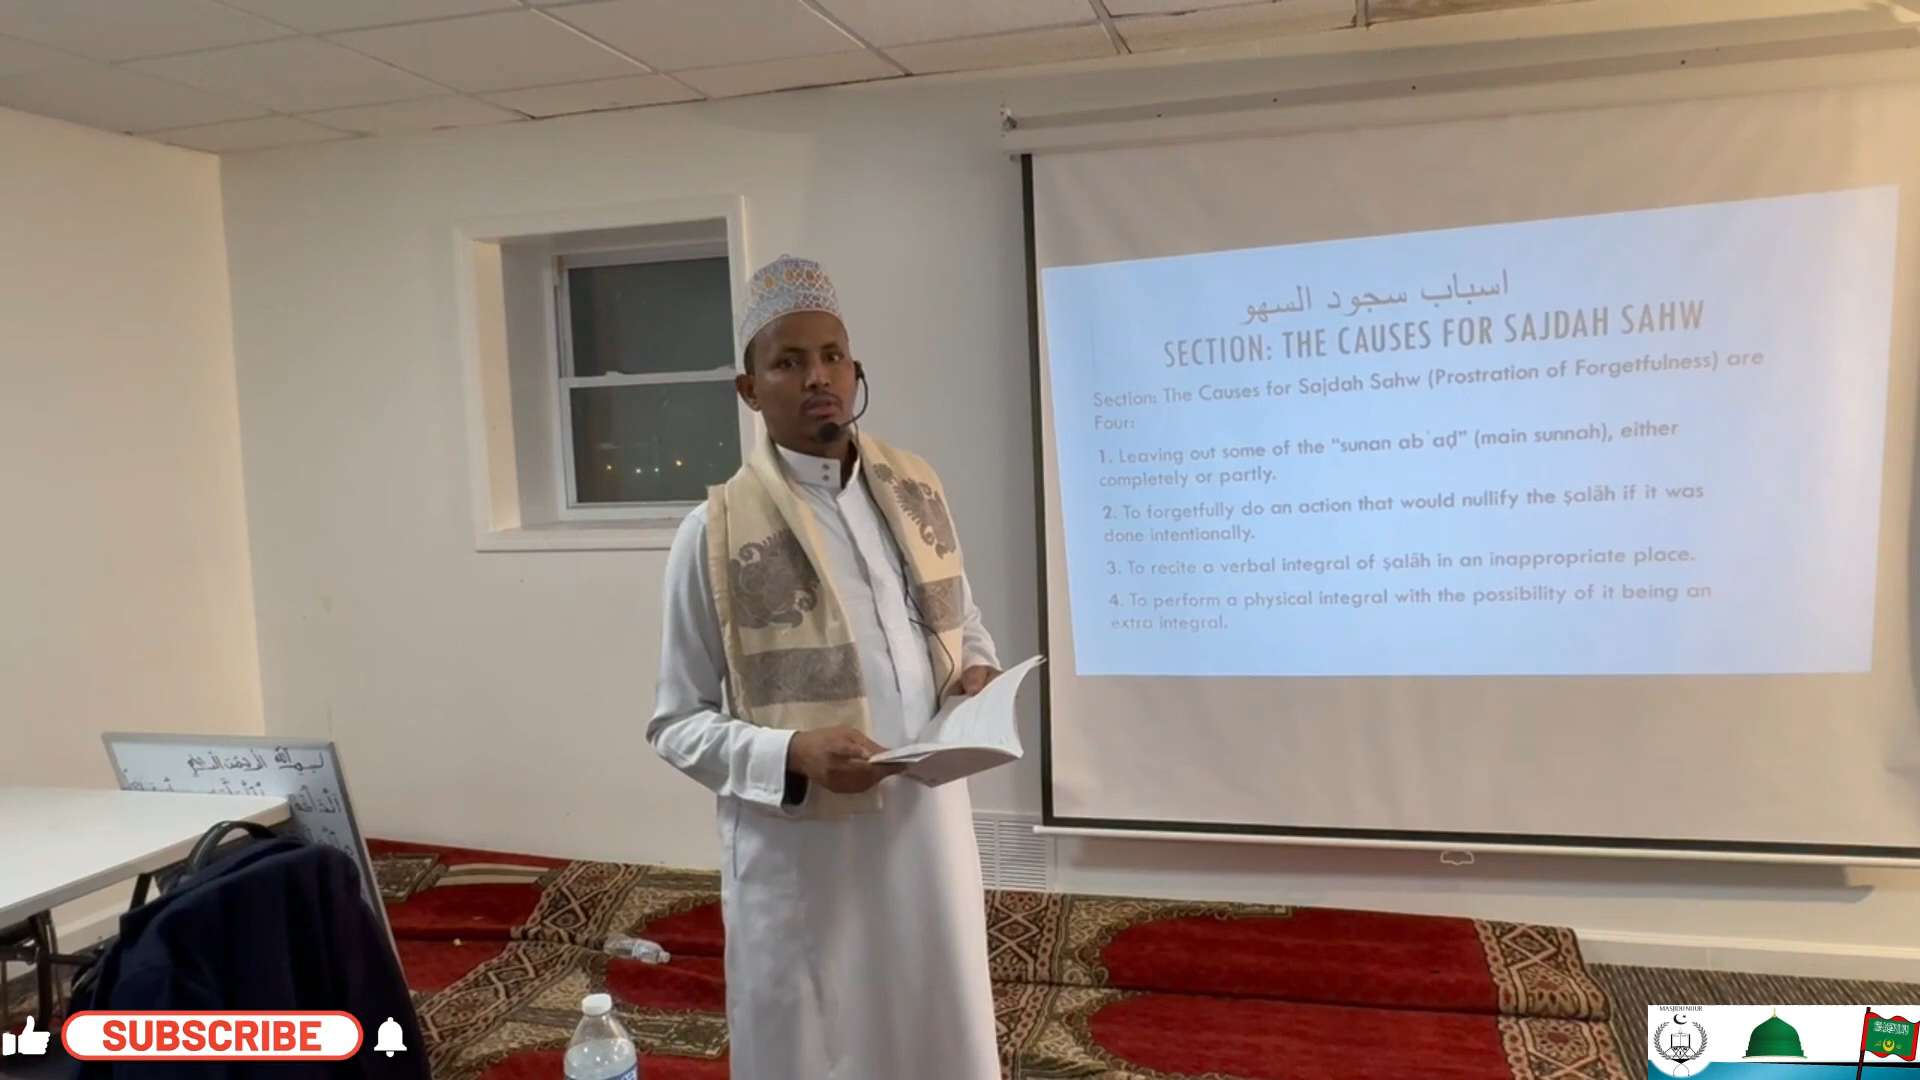 اسباب سجود السهو
SECTION: THE CAUSES FOR SAJDAH SAHW
Section: The Causes for Sajdah Sahw (Prostration of Forgetfulness) are
Four:
1. Leaving out some of the "sunan abʿaḍ" (main sunnah), either
completely or partly.
2. To forgetfully do an action that would nullify the ṣalāh if it was
done intentionally.
3. To recite a verbal integral of ṣalāh in an inappropriate place.
4. To perform a physical integral with the possibility of it being an
extra integral.
بسم الله الرحمن الرحيم
SUBSCRIBE
MASJIDU NUUR